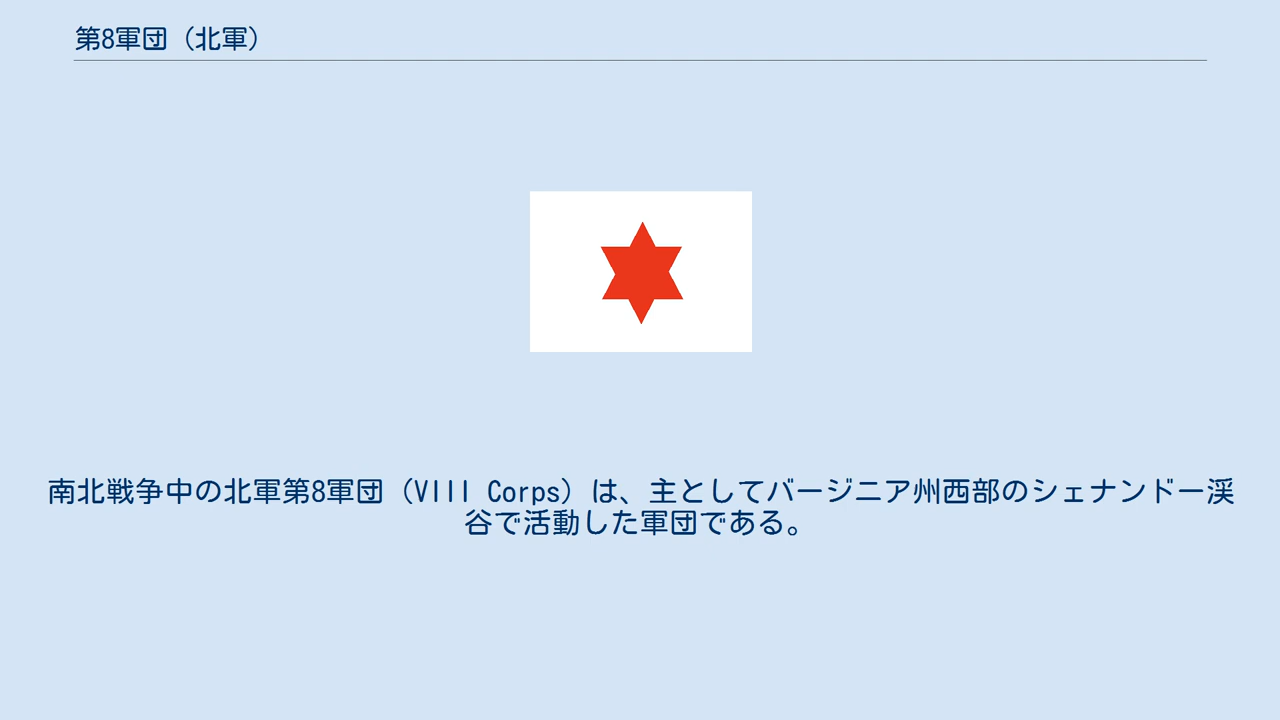 第8軍団（北軍）
南北戦争中の北軍第8軍団（VIII Corps）は、主としてバージニア州西部のシェナンドー渓
谷で活動した軍団である。